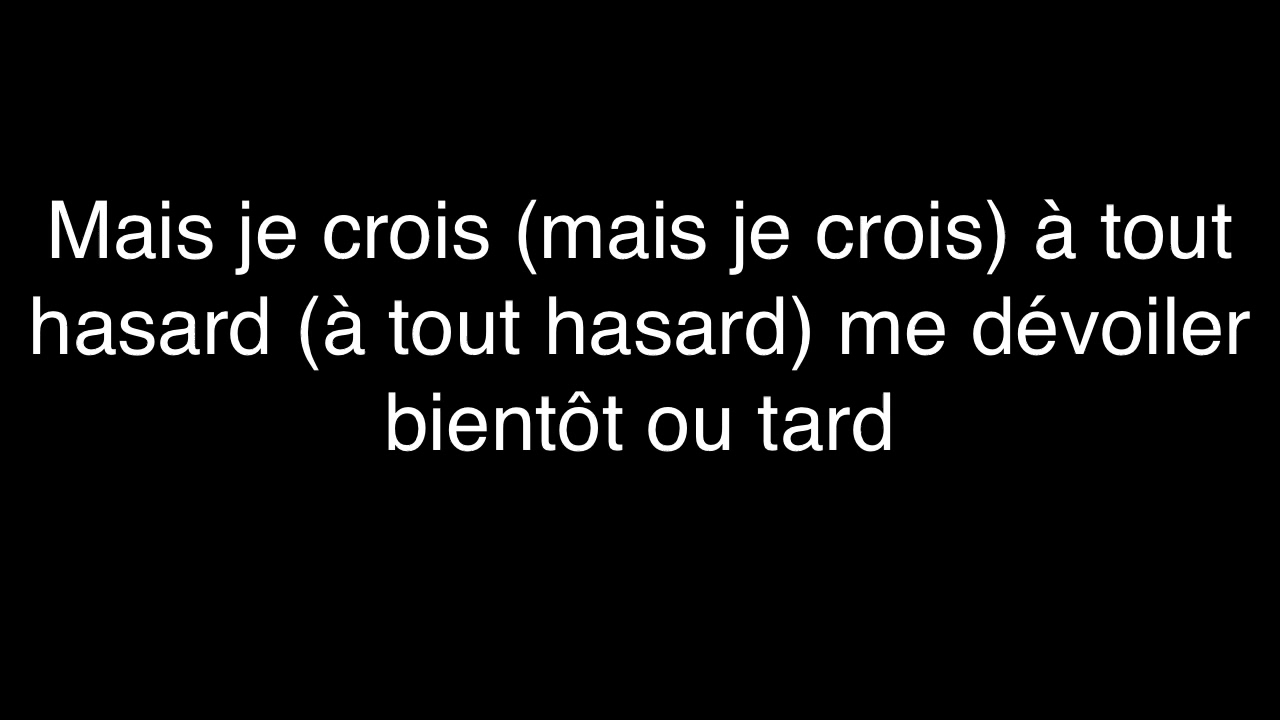 Mais je crois (mais je crois) à tout
hasard (à tout hasard) me dévoiler
bientôt ou tard